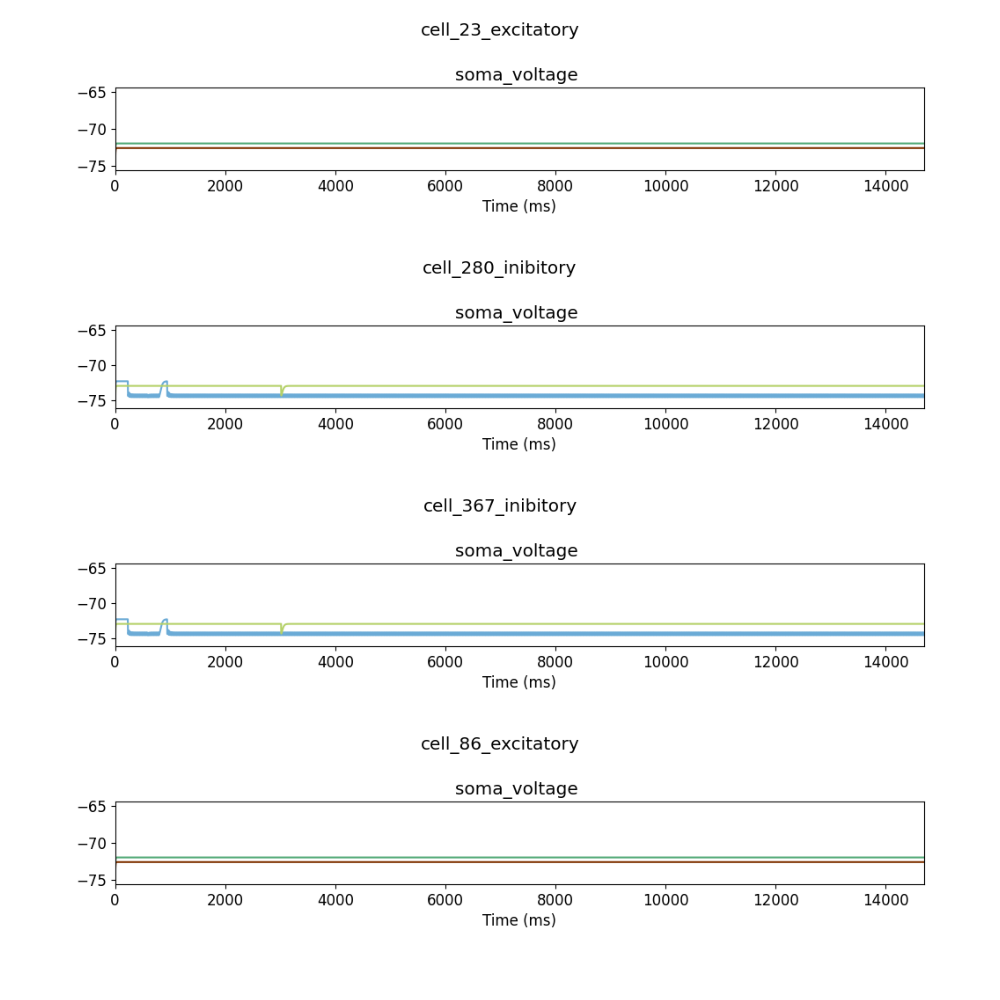 cell_23_excitatory
soma_voltage
−65
−70
−75
0 2000 4000 6000 8000 10000 12000 14000
Time (ms)
cell_280_inibitory
soma_voltage
−65
−70
−75
0 2000 4000 6000 8000 10000 12000 14000
Time (ms)
cell_367_inibitory
soma_voltage
−65
−70
−75
0 2000 4000 6000 8000 10000 12000 14000
Time (ms)
cell_86_excitatory
soma_voltage
−65
−70
−75
0 2000 4000 6000 8000 10000 12000 14000
Time (ms)